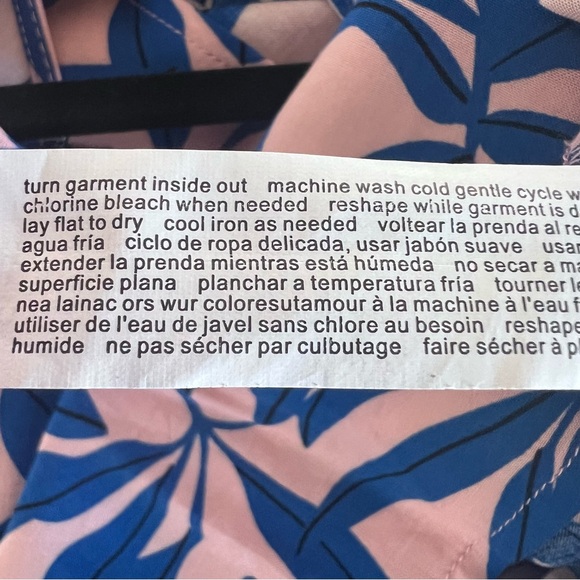 turn garment inside out machine wash cold gentle cycle w
chlorine bleach when needed reshape while garment is d
lay flat to dry cool iron as needed voltear la prenda al re
agua fría ciclo de ropa delicada, usar jabón suave usar
extender la prenda mientras está húmeda no secar a ma
superficie plana planchar a temperatura fría tourner le
nea lainac ors wur coloresutamour à la machine à l'eau f
utiliser de l'eau de javel sans chlore au besoin reshape
humide ne pas sécher par culbutage faire sécher à pl